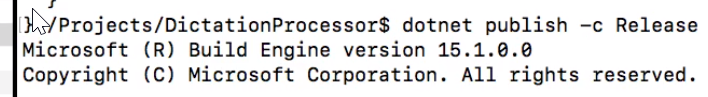 }
}~/Projects/DictationProcessor$ dotnet publish -c Release
Microsoft (R) Build Engine version 15.1.0.0
Copyright (C) Microsoft Corporation. All rights reserved.